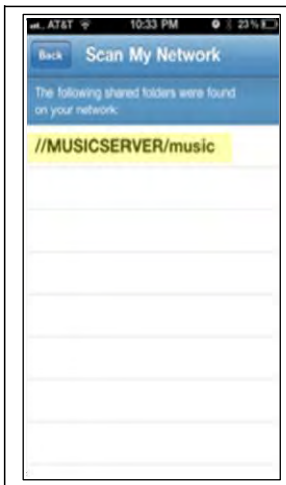 AT&T 10:33 PM 23%
Back Scan My Network
The following shared folders were found
on your network:
//MUSICSERVER/music